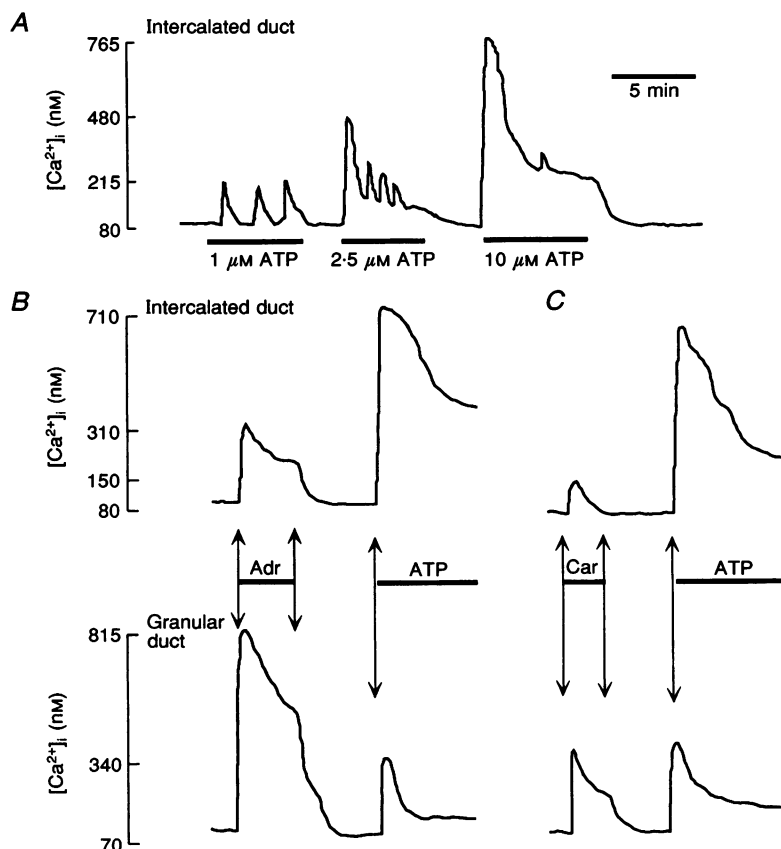 A
Intercalated duct
765
480
215
80
[Ca²⁺]ᵢ (nM)
5 min
1 μM ATP
2·5 μM ATP
10 μM ATP
B
Intercalated duct
C
710
310
150
80
[Ca²⁺]ᵢ (nM)
Adr
ATP
Car
ATP
Granular
duct
815
340
70
[Ca²⁺]ᵢ (nM)